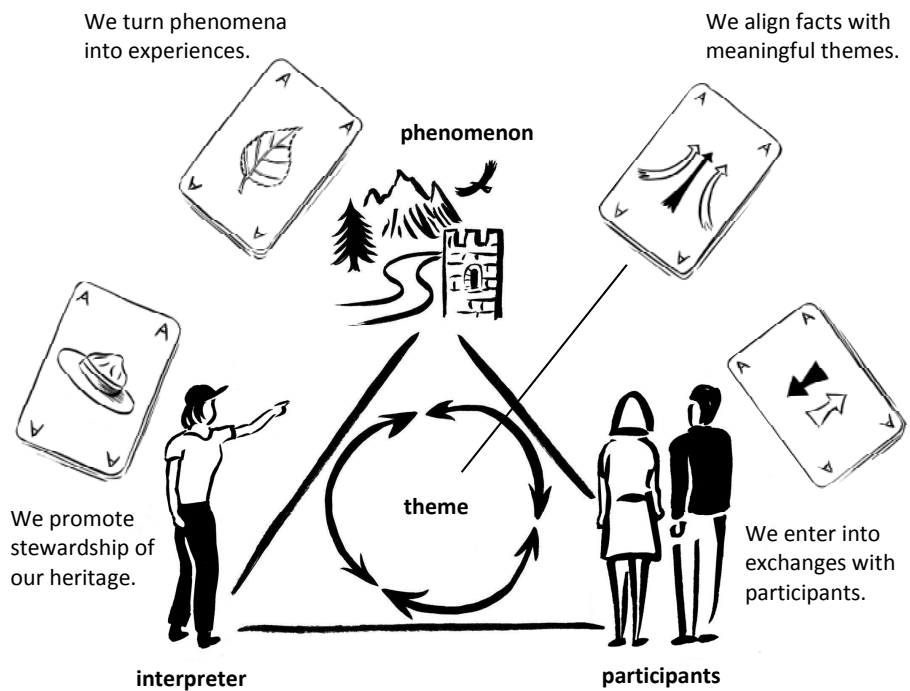 We turn phenomena
into experiences.
We align facts with
meaningful themes.
A
A
A
A
phenomenon
A
A
A
A
A
A
A
A
A
A
A
A
theme
We promote
stewardship of
our heritage.
We enter into
exchanges with
participants.
interpreter
participants